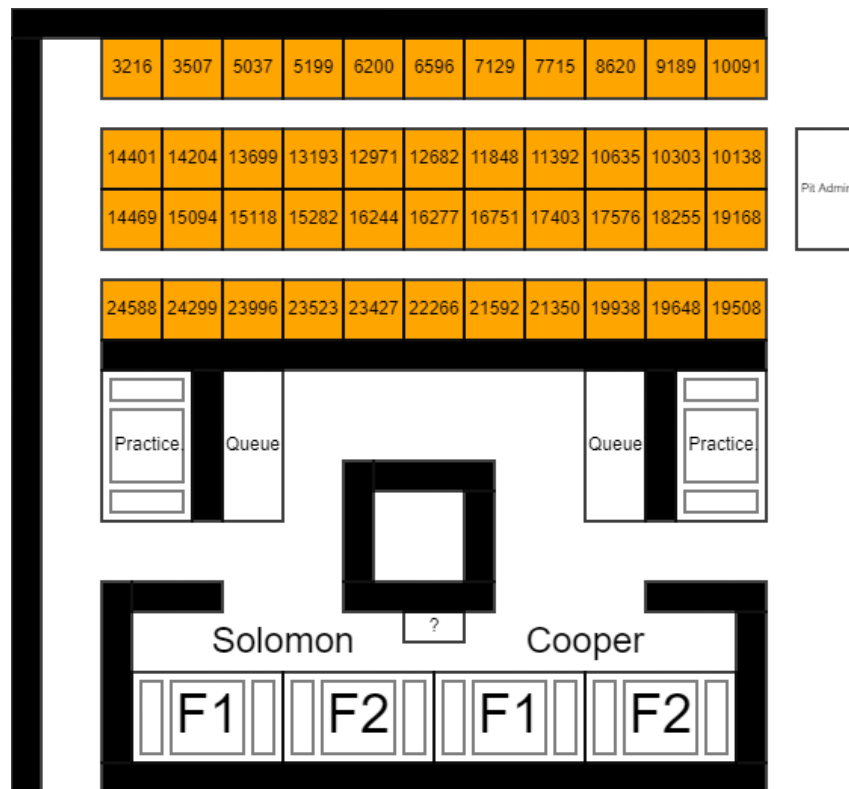 3216 3507 5037 5199 6200 6596 7129 7715 8620 9189 10091
14401 14204 13699 13193 12971 12682 11848 11392 10635 10303 10138
Pit Admin
14469 15094 15118 15282 16244 16277 16751 17403 17576 18255 19168
24588 24299 23996 23523 23427 22266 21592 21350 19938 19648 19508
Practice. Queue Queue Practice.
?
Solomon Cooper
F1 F2 F1 F2